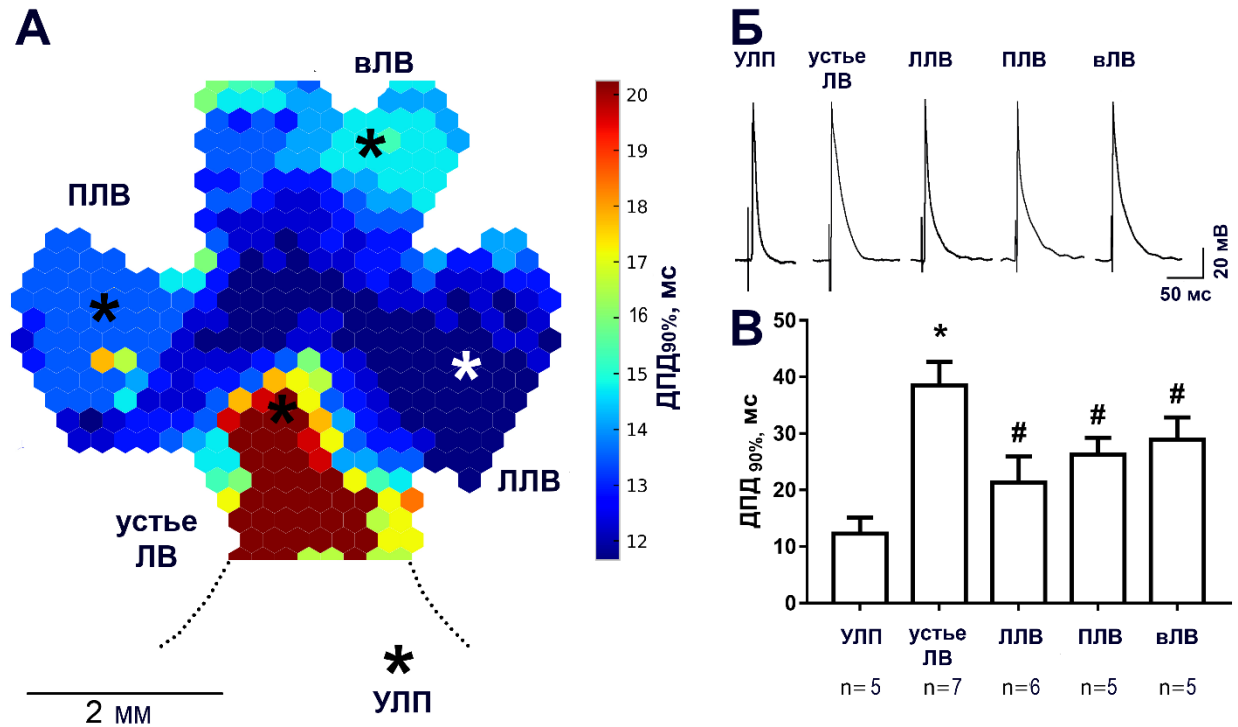 А
вЛВ
*
ПЛВ
*
*
*
ЛЛВ
устье
ЛВ
*
УЛП
2 мм
20
19
18
17
16
15
14
13
12
ДПД90%, мс
Б
УЛП
устье
ЛВ
ЛЛВ
ПЛВ
вЛВ
20 мВ
50 мс
В
ДПД 90%, мс
50
40
30
20
10
0
*
#
#
#
УЛП
устье
ЛВ
ЛЛВ
ПЛВ
вЛВ
n= 5
n=7
n=6
n=5
n=5